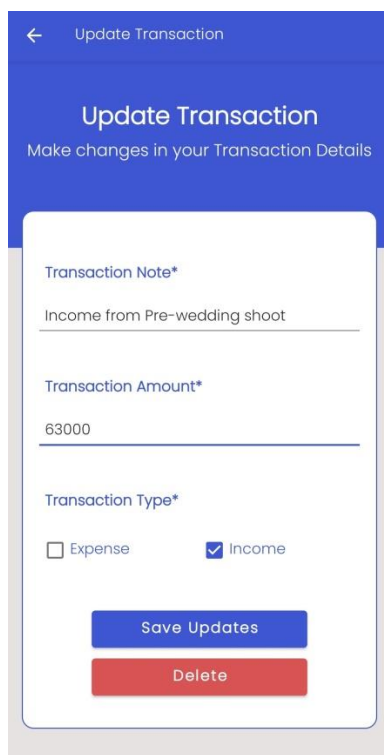 Update Transaction
Update Transaction
Make changes in your Transaction Details
Transaction Note*
Income from Pre-wedding shoot
Transaction Amount*
63000
Transaction Type*
Expense Income
Save Updates
Delete